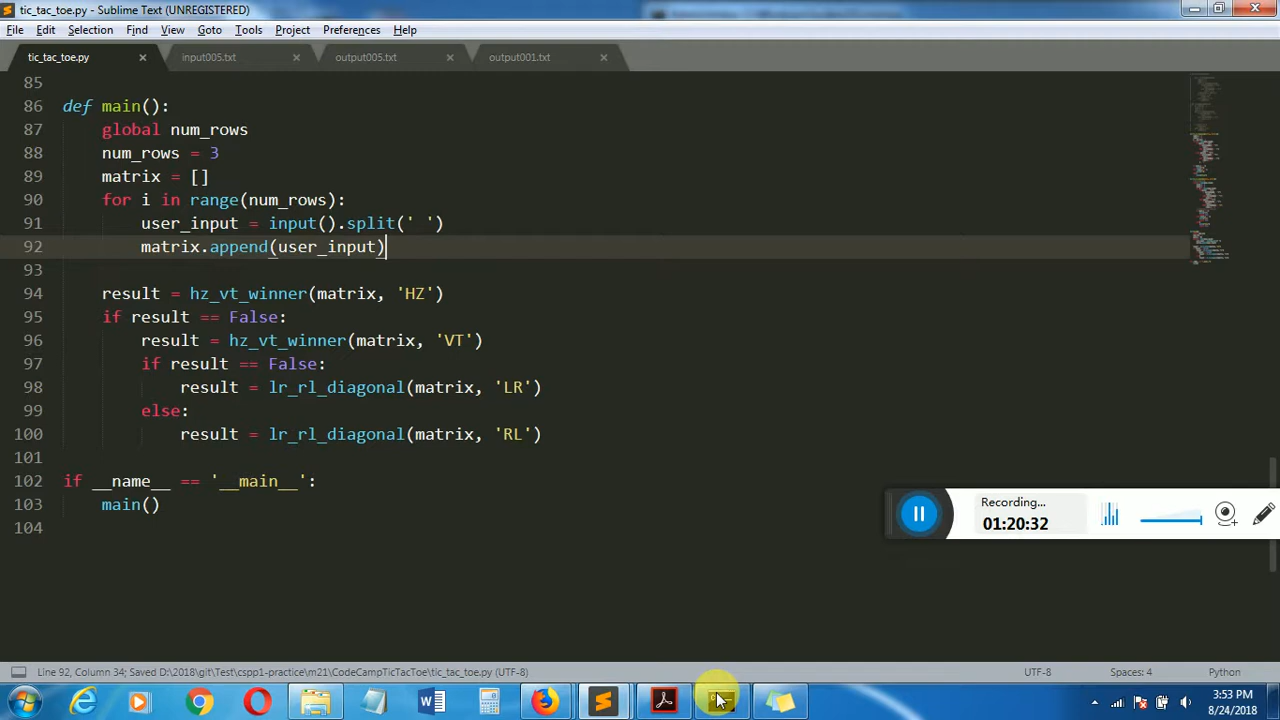 tic_tac_toe.py - Sublime Text (UNREGISTERED)
File Edit Selection Find View Goto Tools Project Preferences Help
tic_tac_toe.py input005.txt output005.txt output001.txt
85
86 def main():
87 global num_rows
88 num_rows = 3
89 matrix = []
90 for i in range(num_rows):
91 user_input = input().split(' ')
92 matrix.append(user_input)
93
94 result = hz_vt_winner(matrix, 'HZ')
95 if result == False:
96 result = hz_vt_winner(matrix, 'VT')
97 if result == False:
98 result = lr_rl_diagonal(matrix, 'LR')
99 else:
100 result = lr_rl_diagonal(matrix, 'RL')
101
102 if __name__ == '__main__':
103 main()
104
Recording...
01:20:32
Line 92, Column 34; Saved D:\2018\git\Test\cspp1-practice\m21\CodeCampTicTacToe\tic_tac_toe.py (UTF-8) UTF-8 Spaces: 4 Python
3:53 PM
8/24/2018